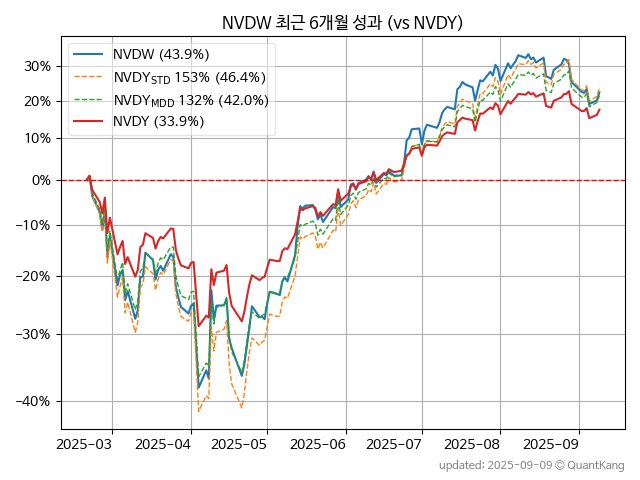 NVDW 최근 6개월 성과 (vs NVDY)
NVDW (43.9%)
NVDYSTD 153% (46.4%)
NVDYMDD 132% (42.0%)
NVDY (33.9%)
30%
20%
10%
0%
−10%
−20%
−30%
−40%
2025-03 2025-04 2025-05 2025-06 2025-07 2025-08 2025-09
updated: 2025-09-09 © QuantKang